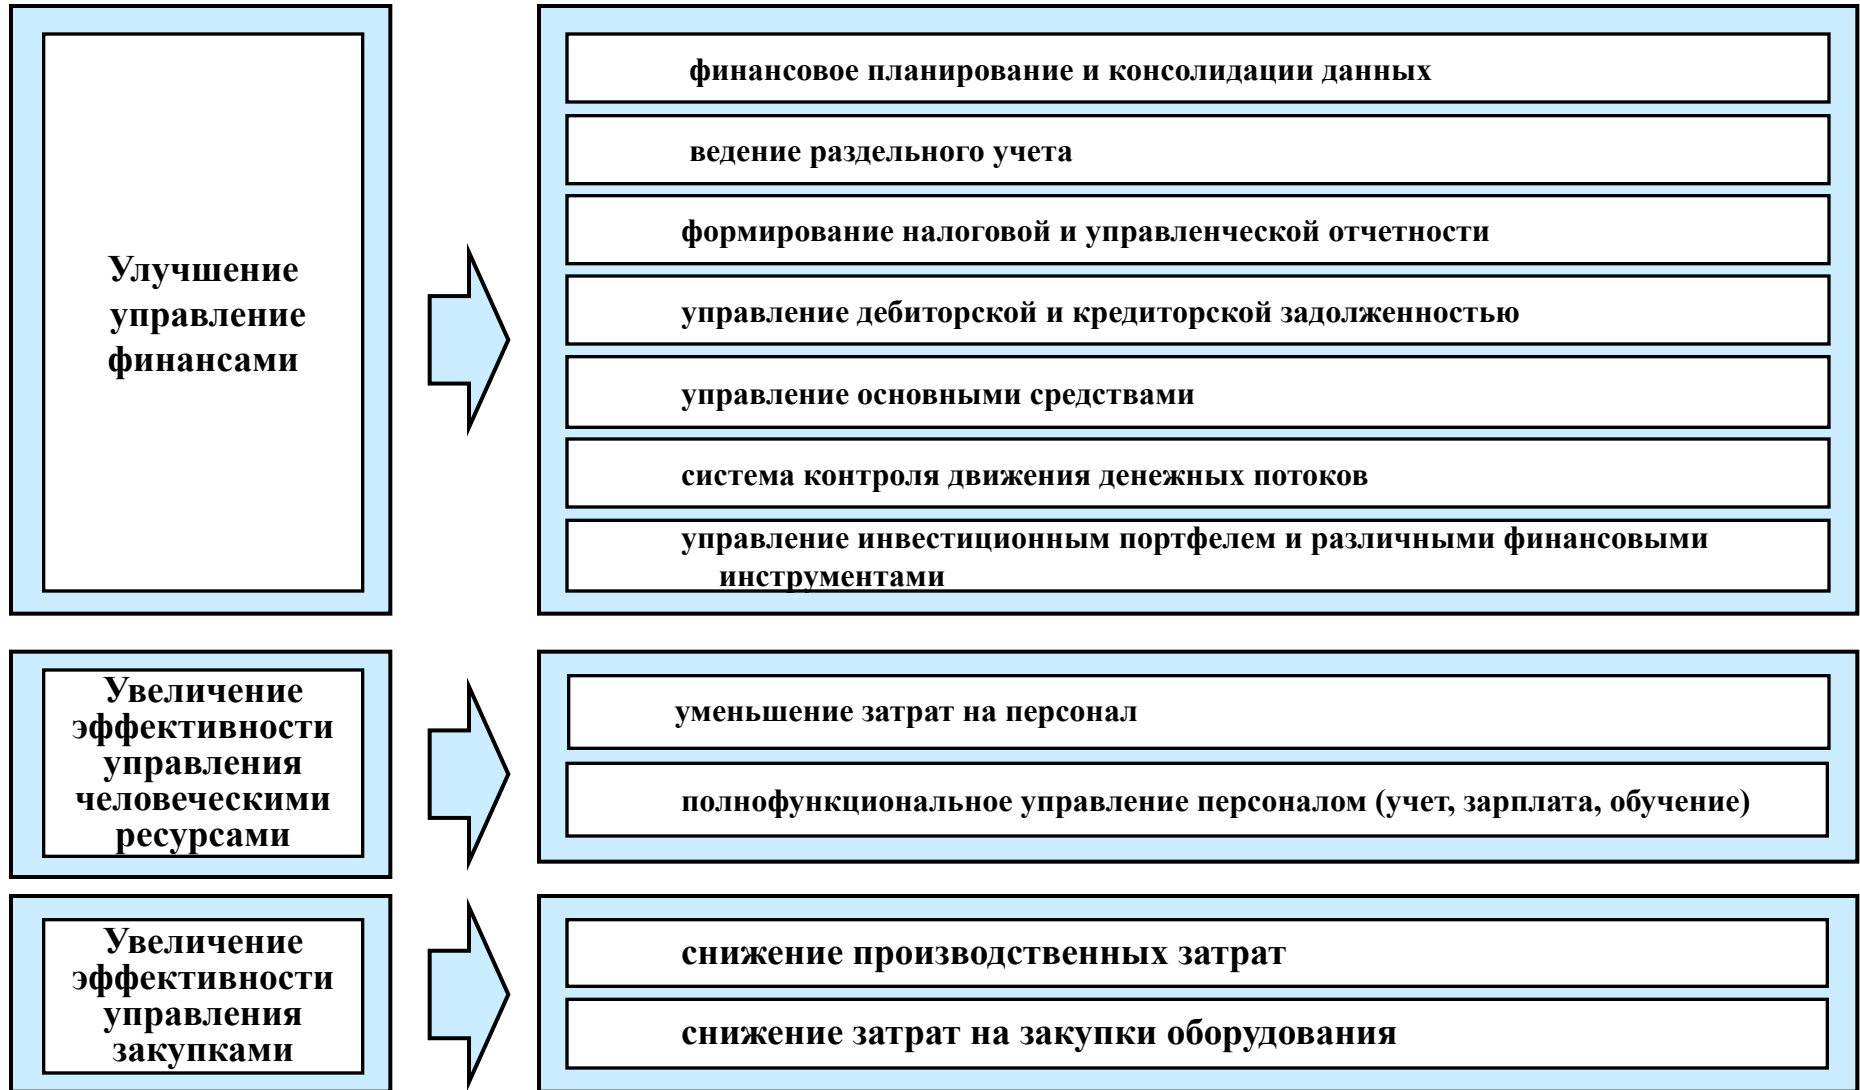 Улучшение
управление
финансами
финансовое планирование и консолидации данных
ведение раздельного учета
формирование налоговой и управленческой отчетности
управление дебиторской и кредиторской задолженностью
управление основными средствами
система контроля движения денежных потоков
управление инвестиционным портфелем и различными финансовыми
инструментами
Увеличение
эффективности
управления
человеческими
ресурсами
уменьшение затрат на персонал
полнофункциональное управление персоналом (учет, зарплата, обучение)
Увеличение
эффективности
управления
закупками
снижение производственных затрат
снижение затрат на закупки оборудования